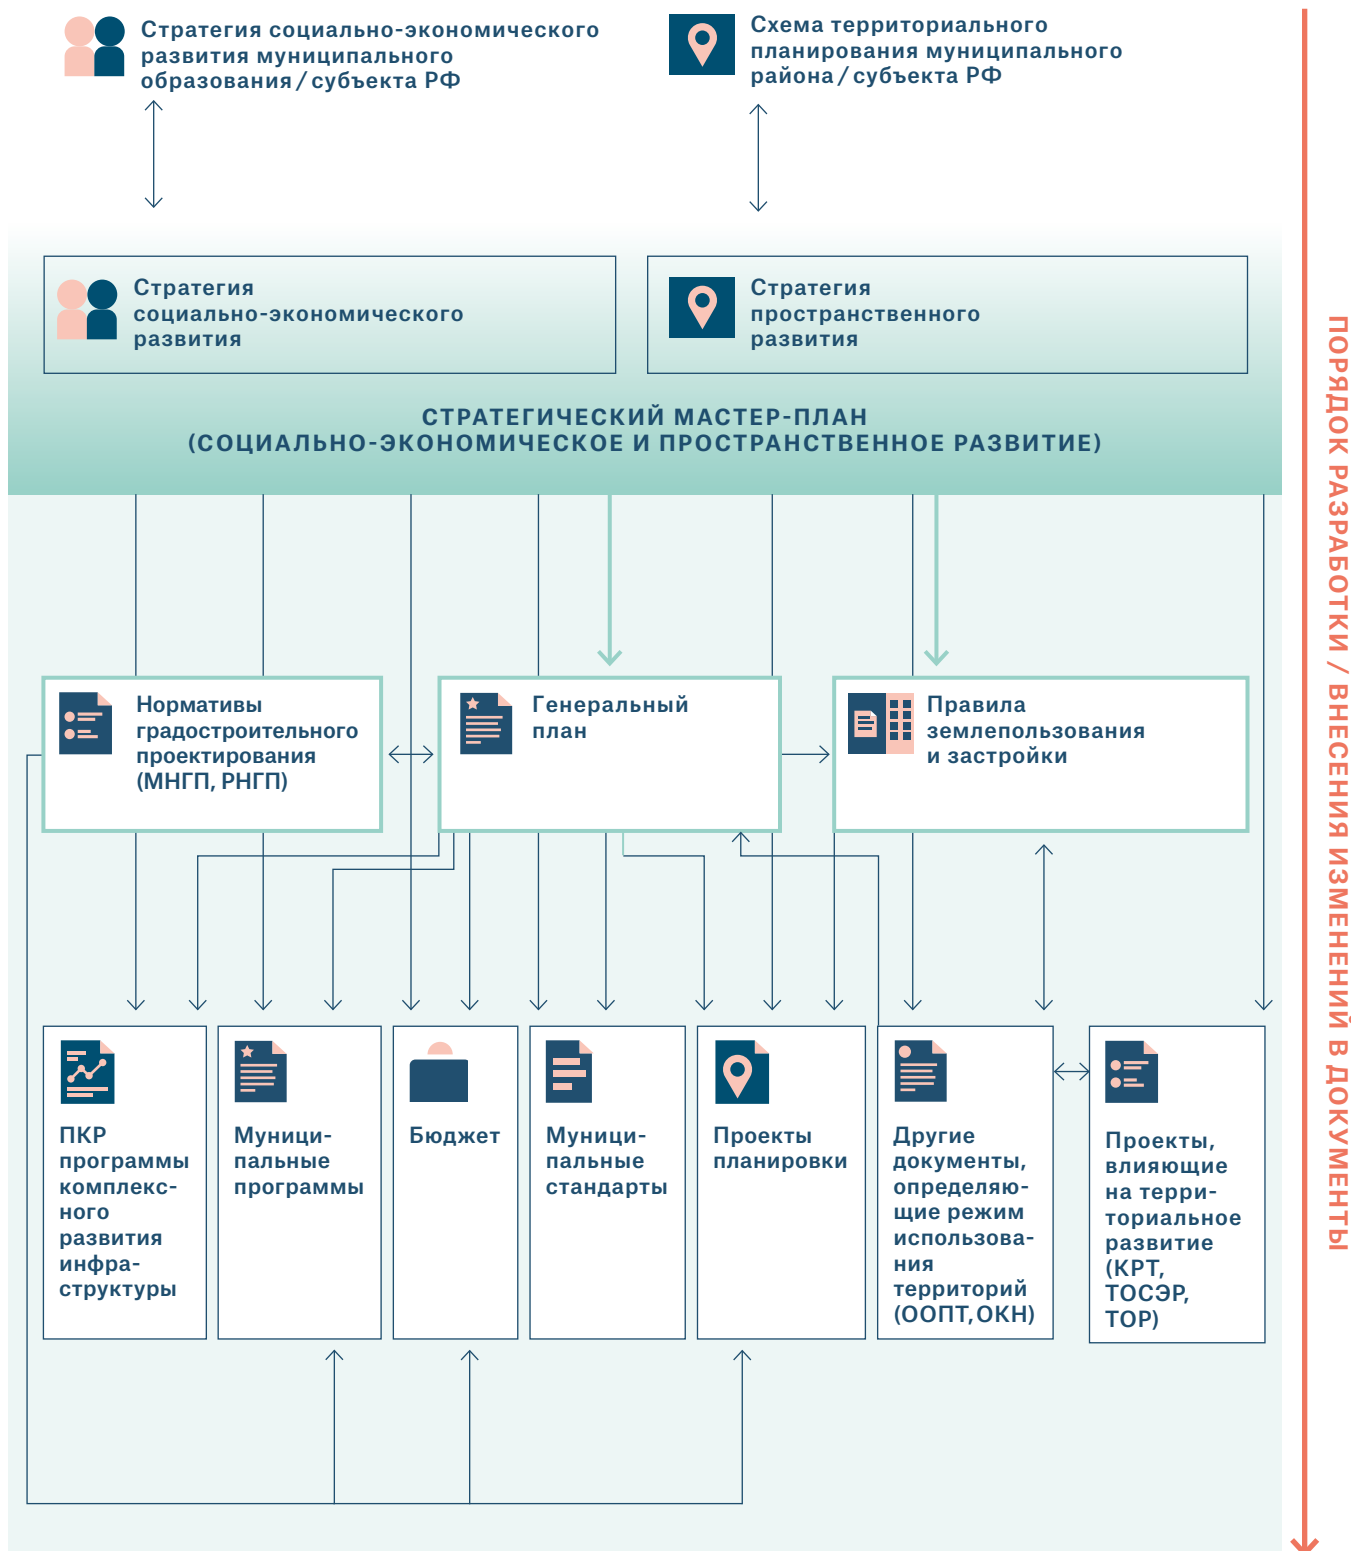 Стратегия социально-экономического
развития муниципального
образования/субъекта РФ
Схема территориального
планирования муниципального
района/субъекта РФ
Стратегия
социально-экономического
развития
Стратегия
пространственного
развития
СТРАТЕГИЧЕСКИЙ МАСТЕР-ПЛАН
(СОЦИАЛЬНО-ЭКОНОМИЧЕСКОЕ И ПРОСТРАНСТВЕННОЕ РАЗВИТИЕ)
Нормативы
градостроительного
проектирования
(МНГП, РНГП)
Генеральный
план
Правила
землепользования
и застройки
ПКР
программы
комплекс-
ного
развития
инфра-
структуры
Муници-
пальные
программы
Бюджет
Муници-
пальные
стандарты
Проекты
планировки
Другие
документы,
определяю-
щие режим
использова-
ния
территорий
(ООПТ, ОКН)
Проекты,
влияющие
на терри-
ториальное
развитие
(КРТ,
ТОСЭР,
ТОР)
ПОРЯДОК РАЗРАБОТКИ / ВНЕСЕНИЯ ИЗМЕНЕНИЙ В ДОКУМЕНТЫ